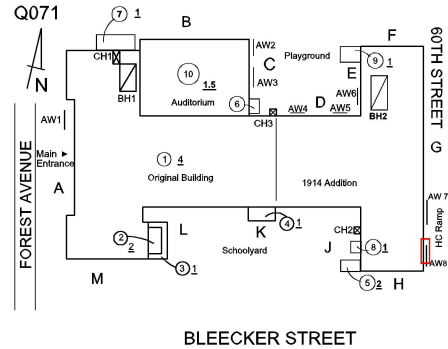 Q071
B
F
7 1
CH1
AW2
C
AW3
Playground
9 1
E
60TH STREET
N
10
1.5
Auditorium
BH1
6
CH3
D
AW4
AW5
AW6
BH2
G
AW1
Main
Entrance
A
FOREST AVENUE
1 4
Original Building
1914 Addition
AW 7
HC Ramp
AW8
L
K
4 1
2
2
3 1
Schoolyard
CH2
J
8 1
5 2
M
H
BLEECKER STREET